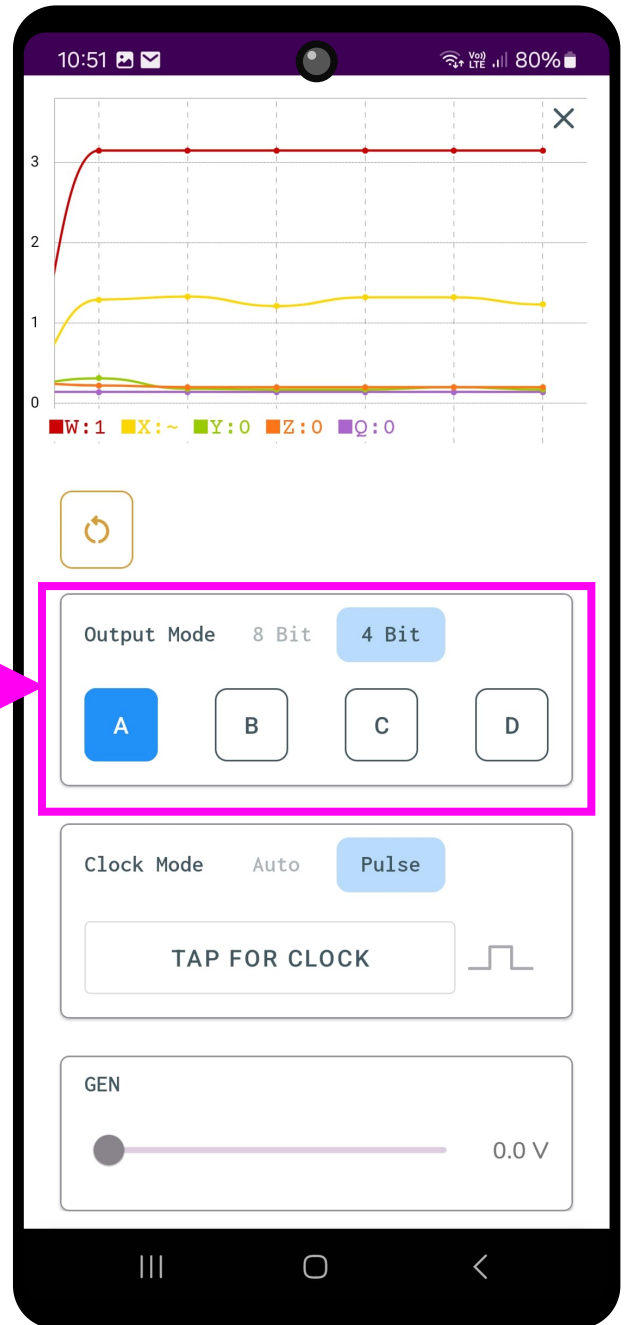 10:51 Vo)) LTE 80%
3
2
1
0
W:1 X:~ Y:0 Z:0 Q:0
Output Mode 8 Bit 4 Bit
A B C D
Clock Mode Auto Pulse
TAP FOR CLOCK
GEN
0.0 V